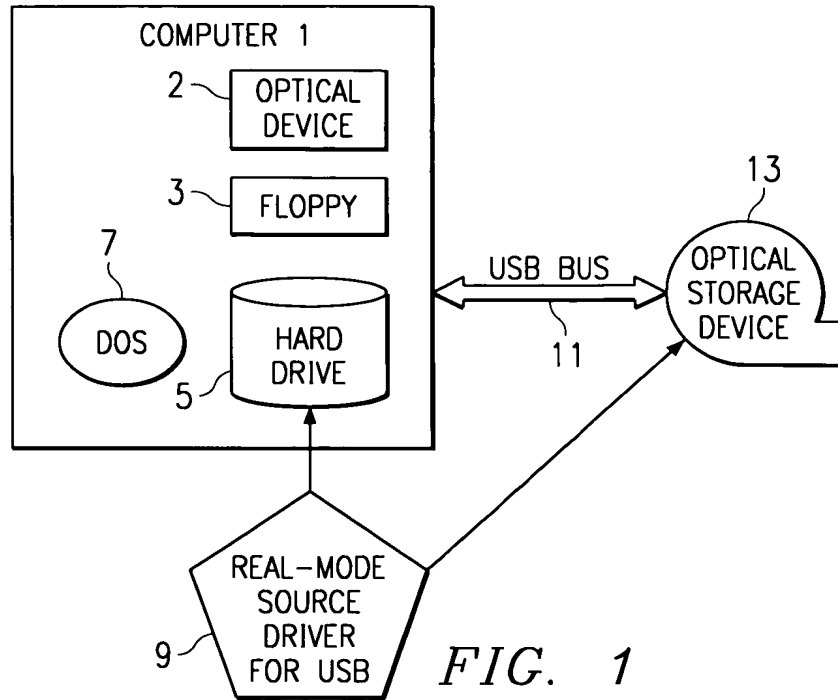 COMPUTER 1
2
OPTICAL
DEVICE
3
FLOPPY
7
DOS
5
HARD
DRIVE
USB BUS
11
13
OPTICAL
STORAGE
DEVICE
9
REAL-MODE
SOURCE
DRIVER
FOR USB
FIG. 1